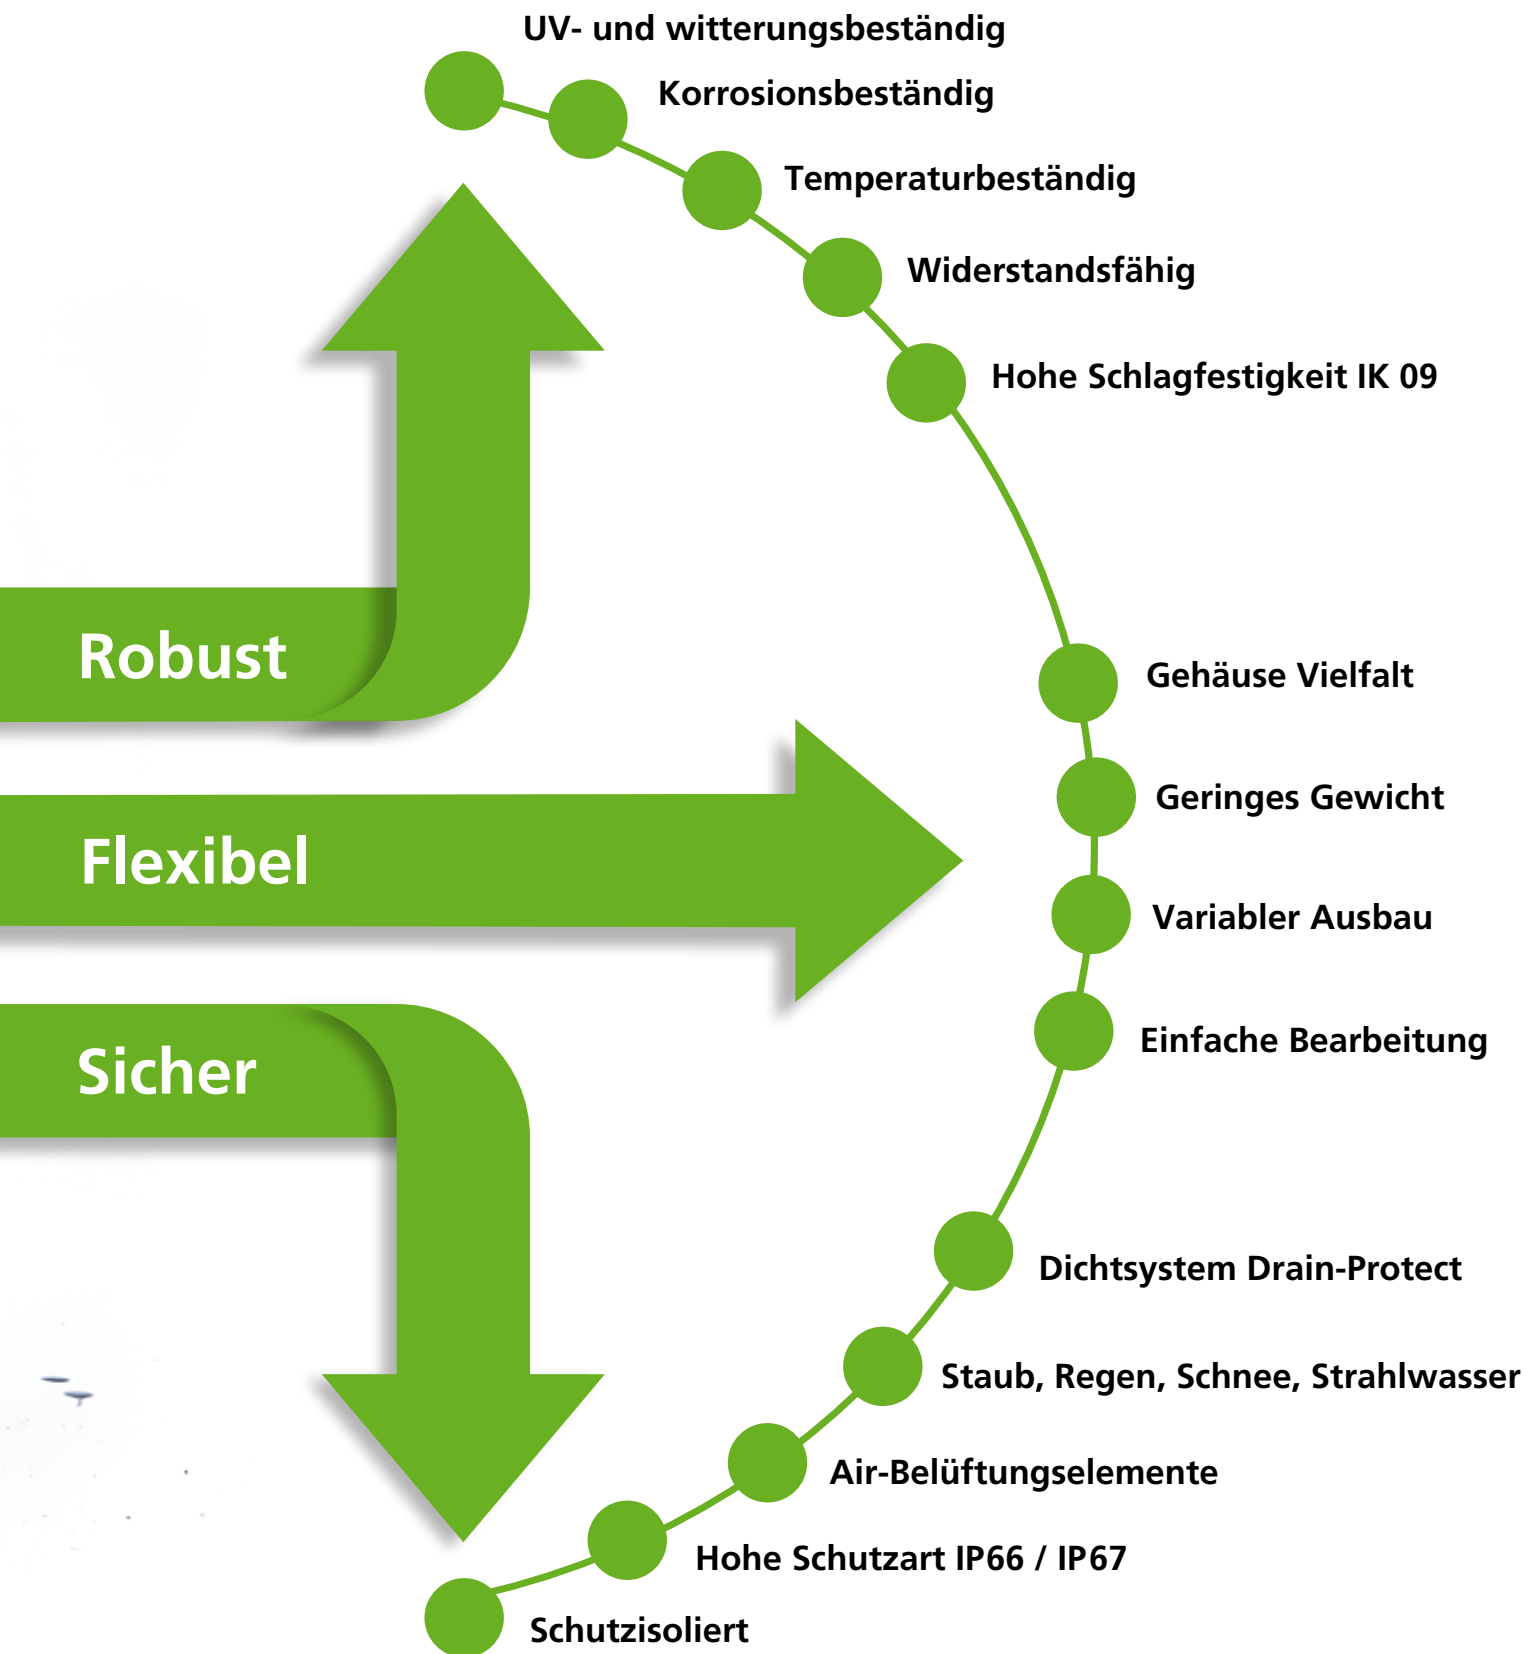 UV- und witterungsbeständig
Korrosionsbeständig
Temperaturbeständig
Widerstandsfähig
Hohe Schlagfestigkeit IK 09
Robust
Gehäuse Vielfalt
Geringes Gewicht
Flexibel
Variabler Ausbau
Einfache Bearbeitung
Sicher
Dichtsystem Drain-Protect
Staub, Regen, Schnee, Strahlwasser
Air-Belüftungselemente
Hohe Schutzart IP66 / IP67
Schutzisoliert